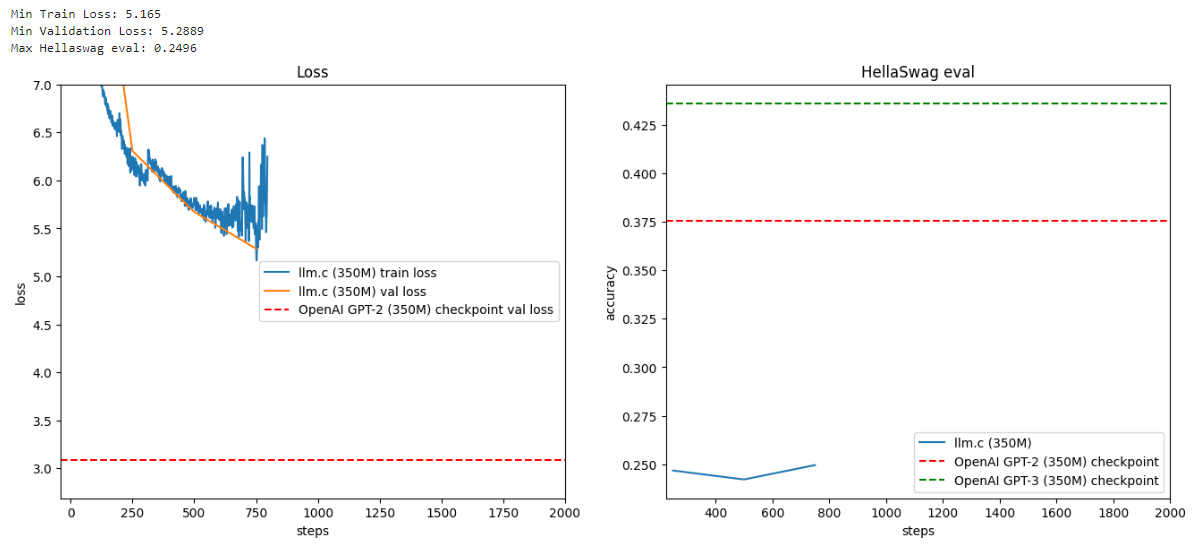 Min Train Loss: 5.165
Min Validation Loss: 5.2889
Max Hellaswag eval: 0.2496
Loss
7.0
6.5
6.0
5.5
5.0
4.5
4.0
3.5
3.0
loss
llm.c (350M) train loss
llm.c (350M) val loss
OpenAI GPT-2 (350M) checkpoint val loss
0 250 500 750 1000 1250 1500 1750 2000
steps
HellaSwag eval
0.425
0.400
0.375
0.350
0.325
0.300
0.275
0.250
accuracy
llm.c (350M)
OpenAI GPT-2 (350M) checkpoint
OpenAI GPT-3 (350M) checkpoint
400 600 800 1000 1200 1400 1600 1800 2000
steps